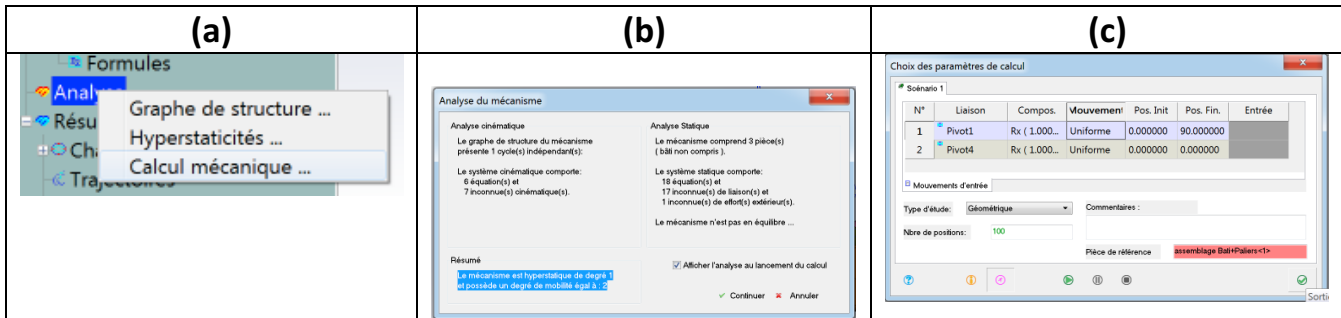 (a)
(b)
(c)
Formules
Analy
Graphe de structure ...
Résu
Hyperstaticités ...
Ch
Calcul mécanique ...
Trajectoires
Analyse du mécanisme
Analyse cinématique
Le graphe de structure du mécanisme
présente 1 cycle(s) indépendant(s):
Le système cinématique comporte:
6 équation(s) et
7 inconnue(s) cinématique(s).
Analyse Statique
Le mécanisme comprend 3 pièce(s)
( bâti non compris ).
Le système statique comporte:
18 équation(s) et
17 inconnue(s) de liaison(s) et
1 inconnue(s) de effort(s) extérieur(s).
Le mécanisme n'est pas en équilibre ...
Résumé
Le mécanisme est hyperstatique de degré 1
et possède un degré de mobilité égal à : 2
Afficher l'analyse au lancement du calcul
Continuer
Annuler
Choix des paramètres de calcul
Scénario 1
N° Liaison Compos. Mouvement Pos. Init Pos. Fin. Entrée
1 Pivot1 Rx ( 1.000... Uniforme 0.000000 90.000000
2 Pivot4 Rx ( 1.000... Uniforme 0.000000 0.000000
Mouvements d'entrée
Type d'étude: Géométrique Commentaires :
Nbre de positions: 100
Pièce de référence assemblage Bati+Paliers<1>
Sorti